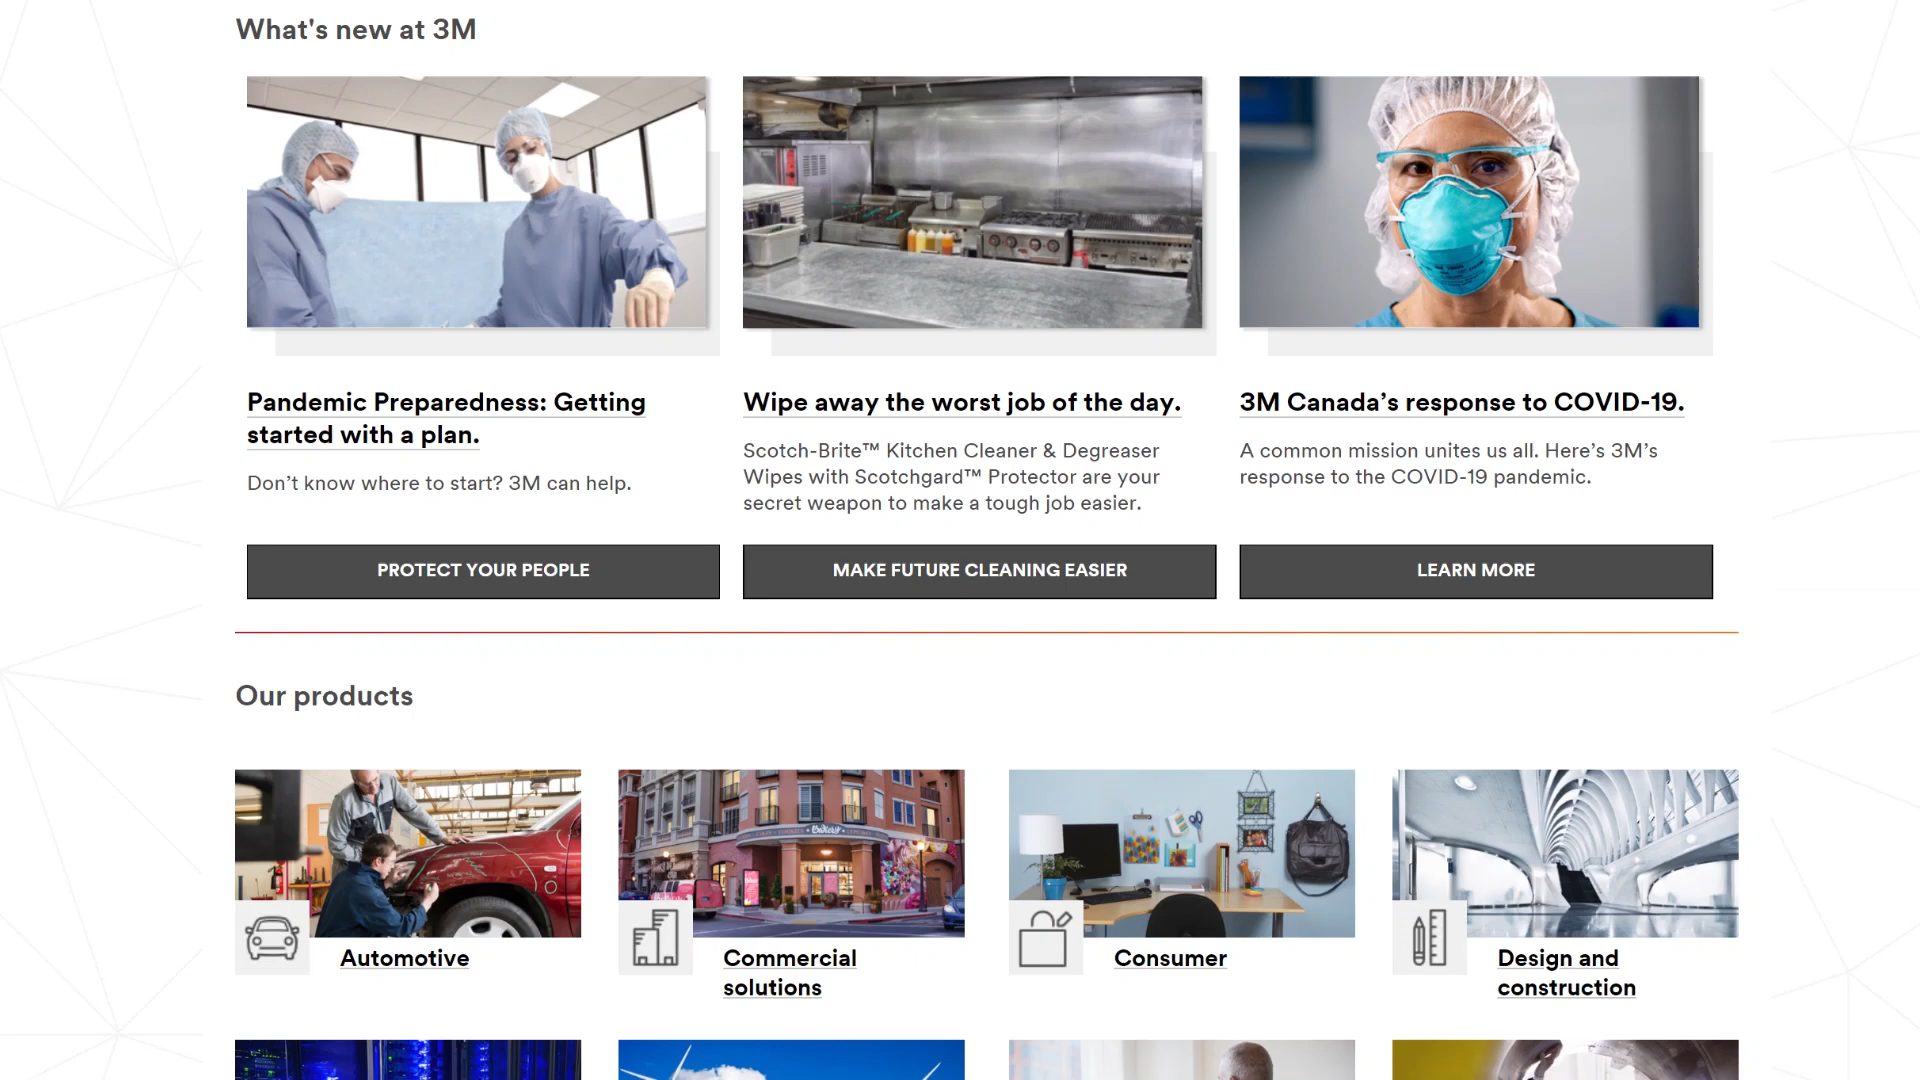 What's new at 3M
Pandemic Preparedness: Getting
started with a plan.
Don’t know where to start? 3M can help.
PROTECT YOUR PEOPLE
Wipe away the worst job of the day.
Scotch-Brite™ Kitchen Cleaner & Degreaser
Wipes with Scotchgard™ Protector are your
secret weapon to make a tough job easier.
MAKE FUTURE CLEANING EASIER
3M Canada’s response to COVID-19.
A common mission unites us all. Here’s 3M’s
response to the COVID-19 pandemic.
LEARN MORE
Our products
Automotive
Commercial
solutions
Consumer
Design and
construction